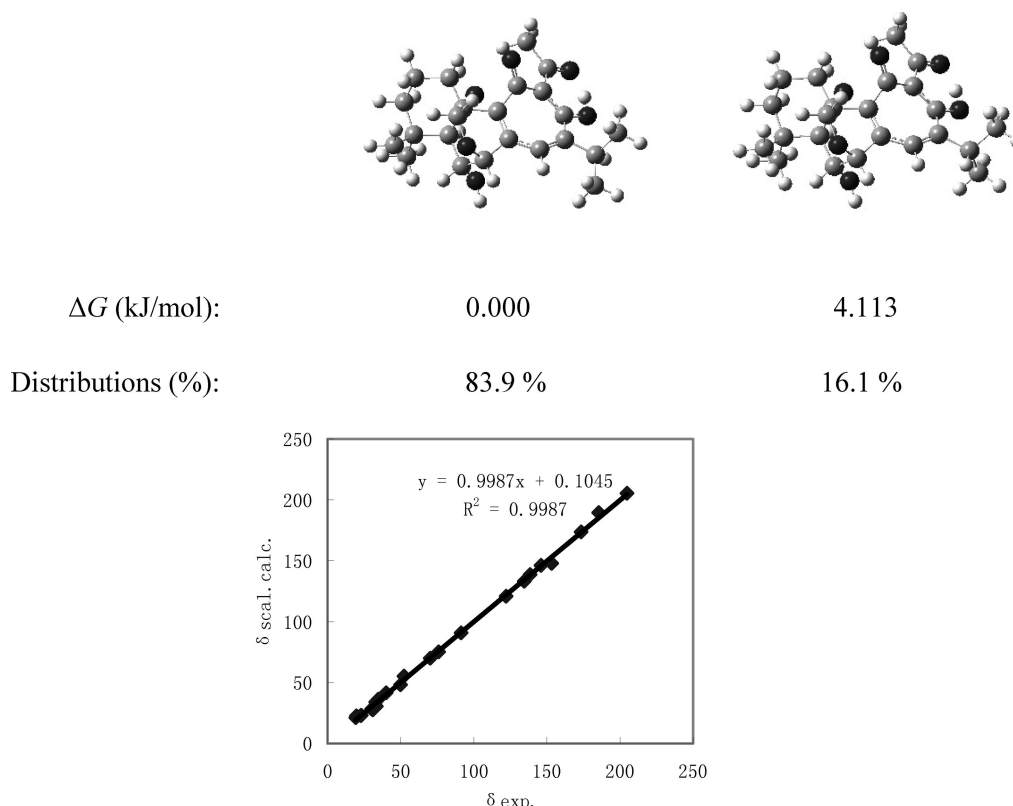 ΔG (kJ/mol): 0.000 4.113
Distributions (%): 83.9 % 16.1 %
250
y = 0.9987x + 0.1045
R² = 0.9987
200
150
100
50
0
δ scal. calc.
0 50 100 150 200 250
δ exp.